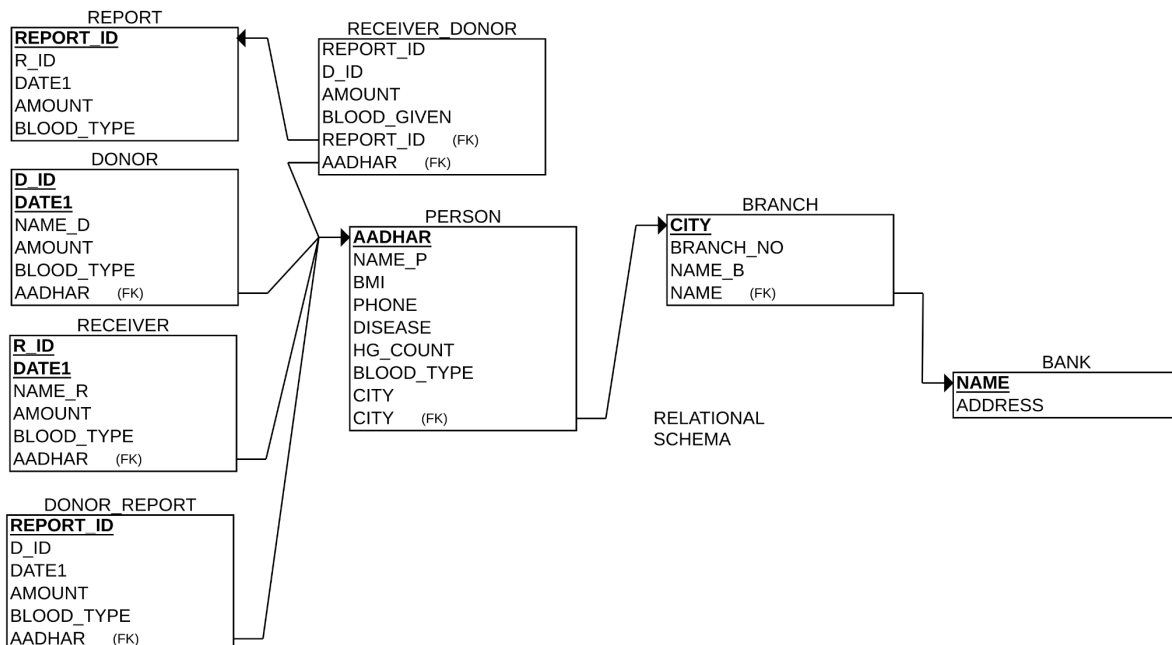 REPORT
REPORT_ID
R_ID
DATE1
AMOUNT
BLOOD_TYPE
RECEIVER_DONOR
REPORT_ID
D_ID
AMOUNT
BLOOD_GIVEN
REPORT_ID (FK)
AADHAR (FK)
DONOR
D_ID
DATE1
NAME_D
AMOUNT
BLOOD_TYPE
AADHAR (FK)
PERSON
AADHAR
NAME_P
BMI
PHONE
DISEASE
HG_COUNT
BLOOD_TYPE
CITY
CITY (FK)
BRANCH
CITY
BRANCH_NO
NAME_B
NAME (FK)
RECEIVER
R_ID
DATE1
NAME_R
AMOUNT
BLOOD_TYPE
AADHAR (FK)
BANK
NAME
ADDRESS
RELATIONAL
SCHEMA
DONOR_REPORT
REPORT_ID
D_ID
DATE1
AMOUNT
BLOOD_TYPE
AADHAR (FK)